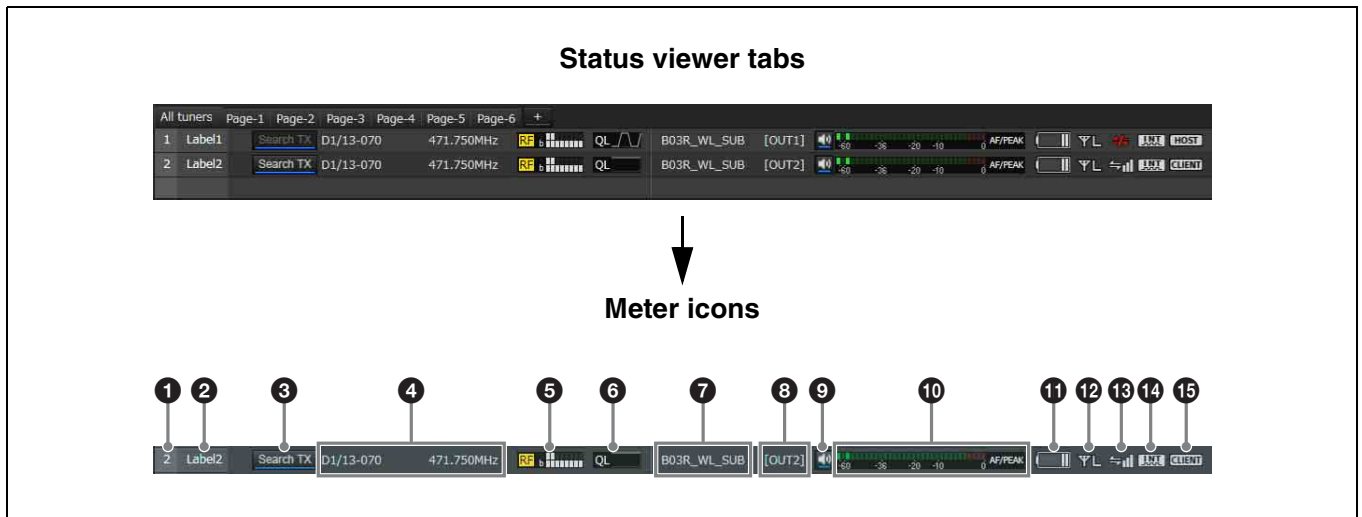 Status viewer tabs
All tuners Page-1 Page-2 Page-3 Page-4 Page-5 Page-6 +
1 Label1 Search TX D1/13-070 471.750MHz RF b QL B03R_WL_SUB [OUT1] -60 -36 -20 -10 0 AF/PEAK L INT HOST
2 Label2 Search TX D1/13-070 471.750MHz RF b QL B03R_WL_SUB [OUT2] -60 -36 -20 -10 0 AF/PEAK L INT CLIENT
Meter icons
1 2 3 4 5 6 7 8 9 10 11 12 13 14 15
2 Label2 Search TX D1/13-070 471.750MHz RF b QL B03R_WL_SUB [OUT2] -60 -36 -20 -10 0 AF/PEAK L INT CLIENT